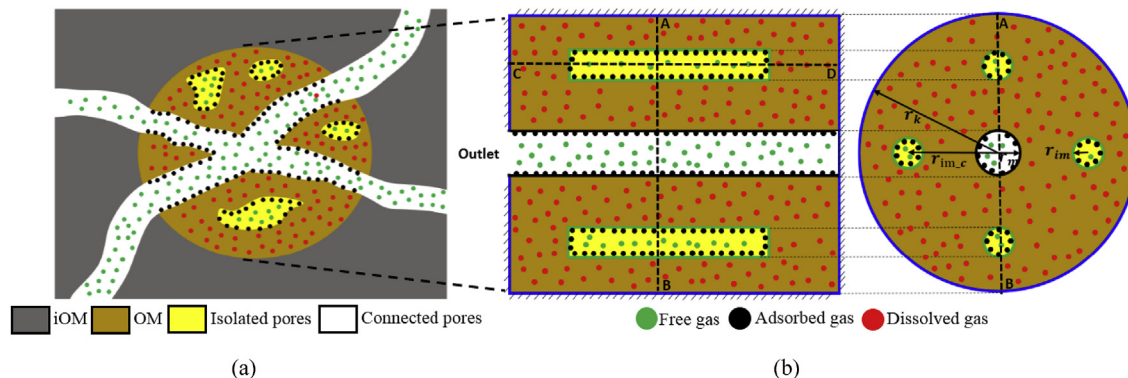 A
A
C
D
r_k
Outlet
r_im_c
r_m
r_im
B
B
iOM
OM
Isolated pores
Connected pores
Free gas
Adsorbed gas
Dissolved gas
(a)
(b)